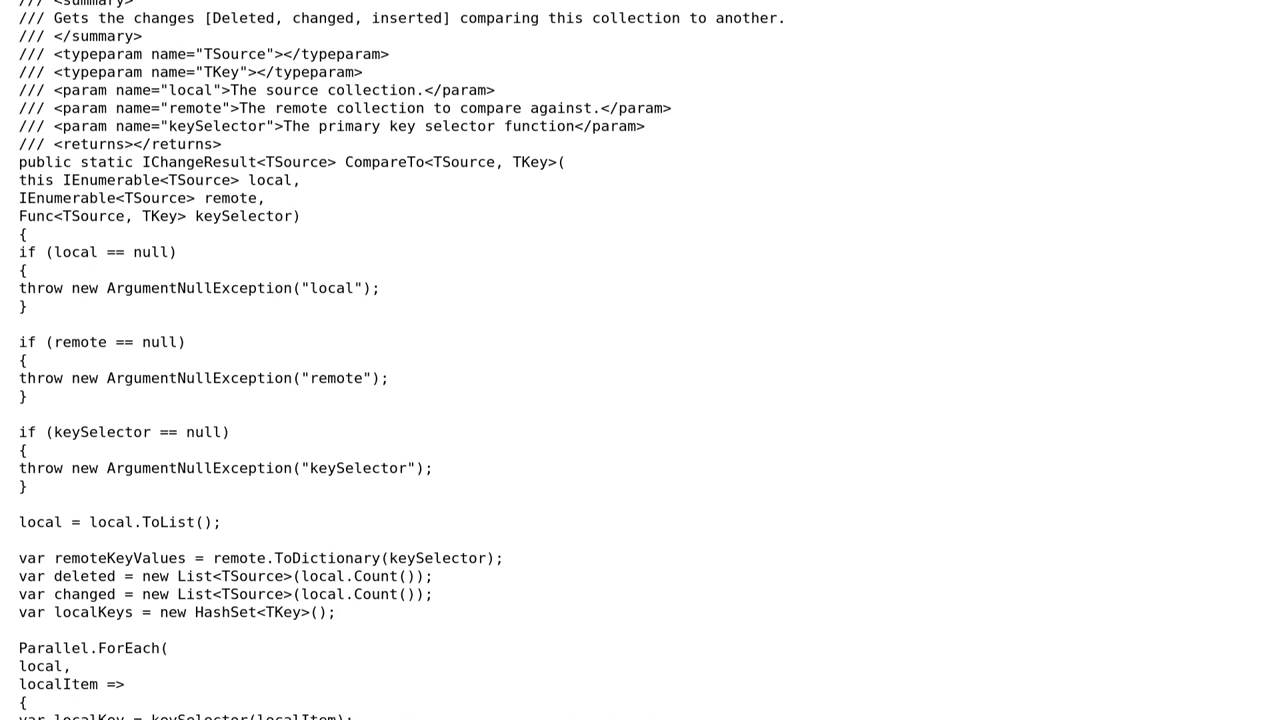 /// <summary>
/// Gets the changes [Deleted, changed, inserted] comparing this collection to another.
/// </summary>
/// <typeparam name="TSource"></typeparam>
/// <typeparam name="TKey"></typeparam>
/// <param name="local">The source collection.</param>
/// <param name="remote">The remote collection to compare against.</param>
/// <param name="keySelector">The primary key selector function</param>
/// <returns></returns>
public static IChangeResult<TSource> CompareTo<TSource, TKey>(
this IEnumerable<TSource> local,
IEnumerable<TSource> remote,
Func<TSource, TKey> keySelector)
{
if (local == null)
{
throw new ArgumentNullException("local");
}

if (remote == null)
{
throw new ArgumentNullException("remote");
}

if (keySelector == null)
{
throw new ArgumentNullException("keySelector");
}

local = local.ToList();

var remoteKeyValues = remote.ToDictionary(keySelector);
var deleted = new List<TSource>(local.Count());
var changed = new List<TSource>(local.Count());
var localKeys = new HashSet<TKey>();

Parallel.ForEach(
local,
localItem =>
{
var localKey = keySelector(localItem);